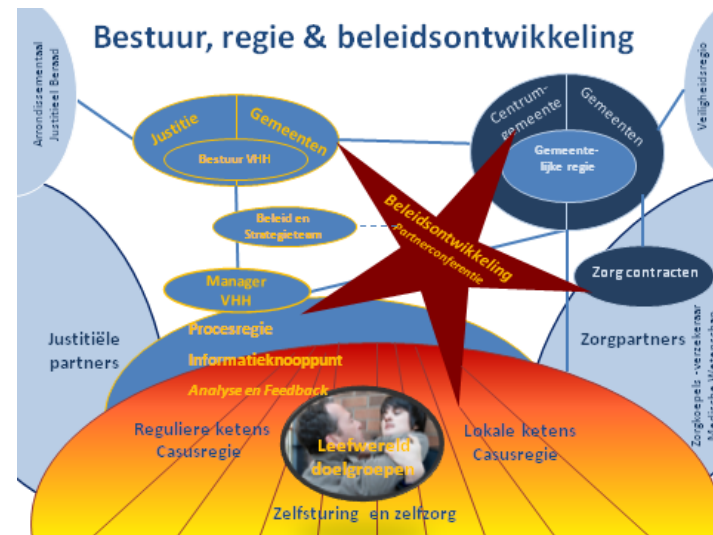 Bestuur, regie & beleidsontwikkeling
Arrondissementaal
Justitieel Beraad
Veiligheidsregio
Justitie
Gemeenten
Bestuur VHH
Centrum-
gemeente
Gemeenten
Gemeente-
lijke regie
Beleid en
Strategieteam
Beleidsontwikkeling
Partnerconferentie
Manager
VHH
Zorg contracten
Justitiële
partners
Procesregie
Informatieknooppunt
Analyse en Feedback
Zorgpartners
Zorgkoepels -verzekeraar
Reguliere ketens
Casusregie
Leefwereld
doelgroepen
Lokale ketens
Casusregie
Zelfsturing en zelfzorg